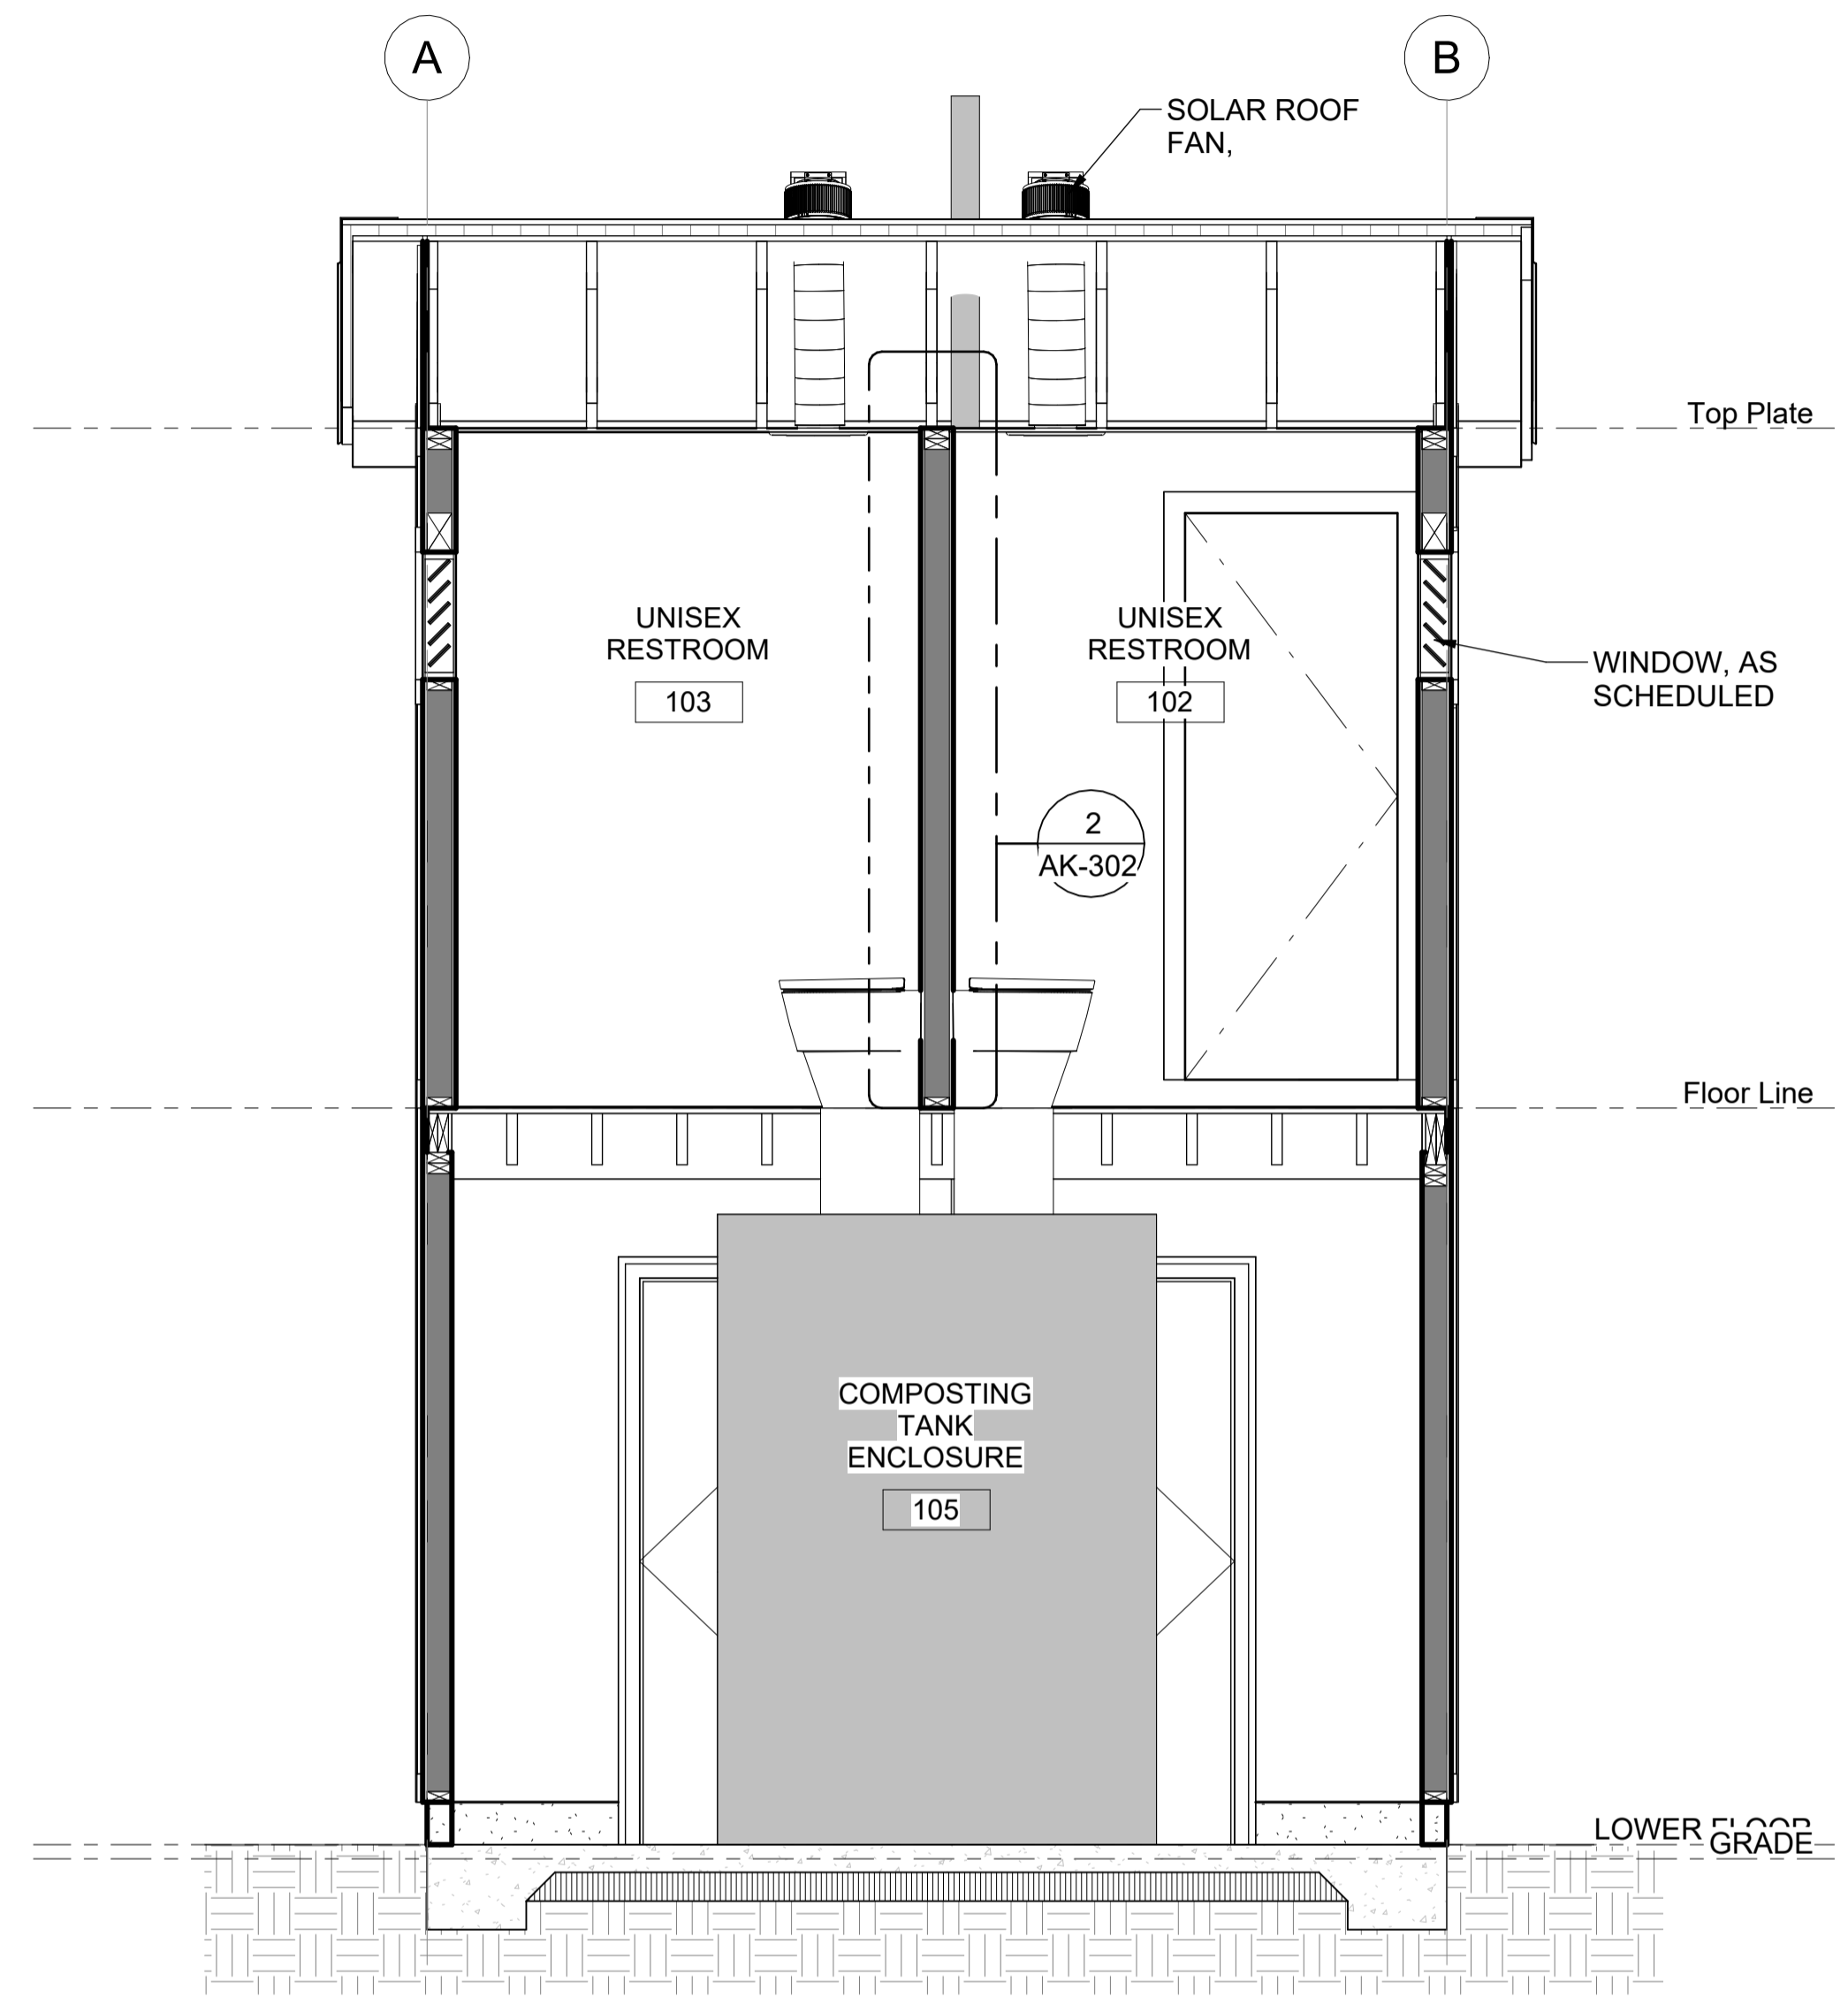 A
B
SOLAR ROOF
FAN,
Top Plate
UNISEX
RESTROOM
103
UNISEX
RESTROOM
102
WINDOW, AS
SCHEDULED
2
AK-302
Floor Line
COMPOSTING
TANK
ENCLOSURE
105
LOWER FLOOR
GRADE